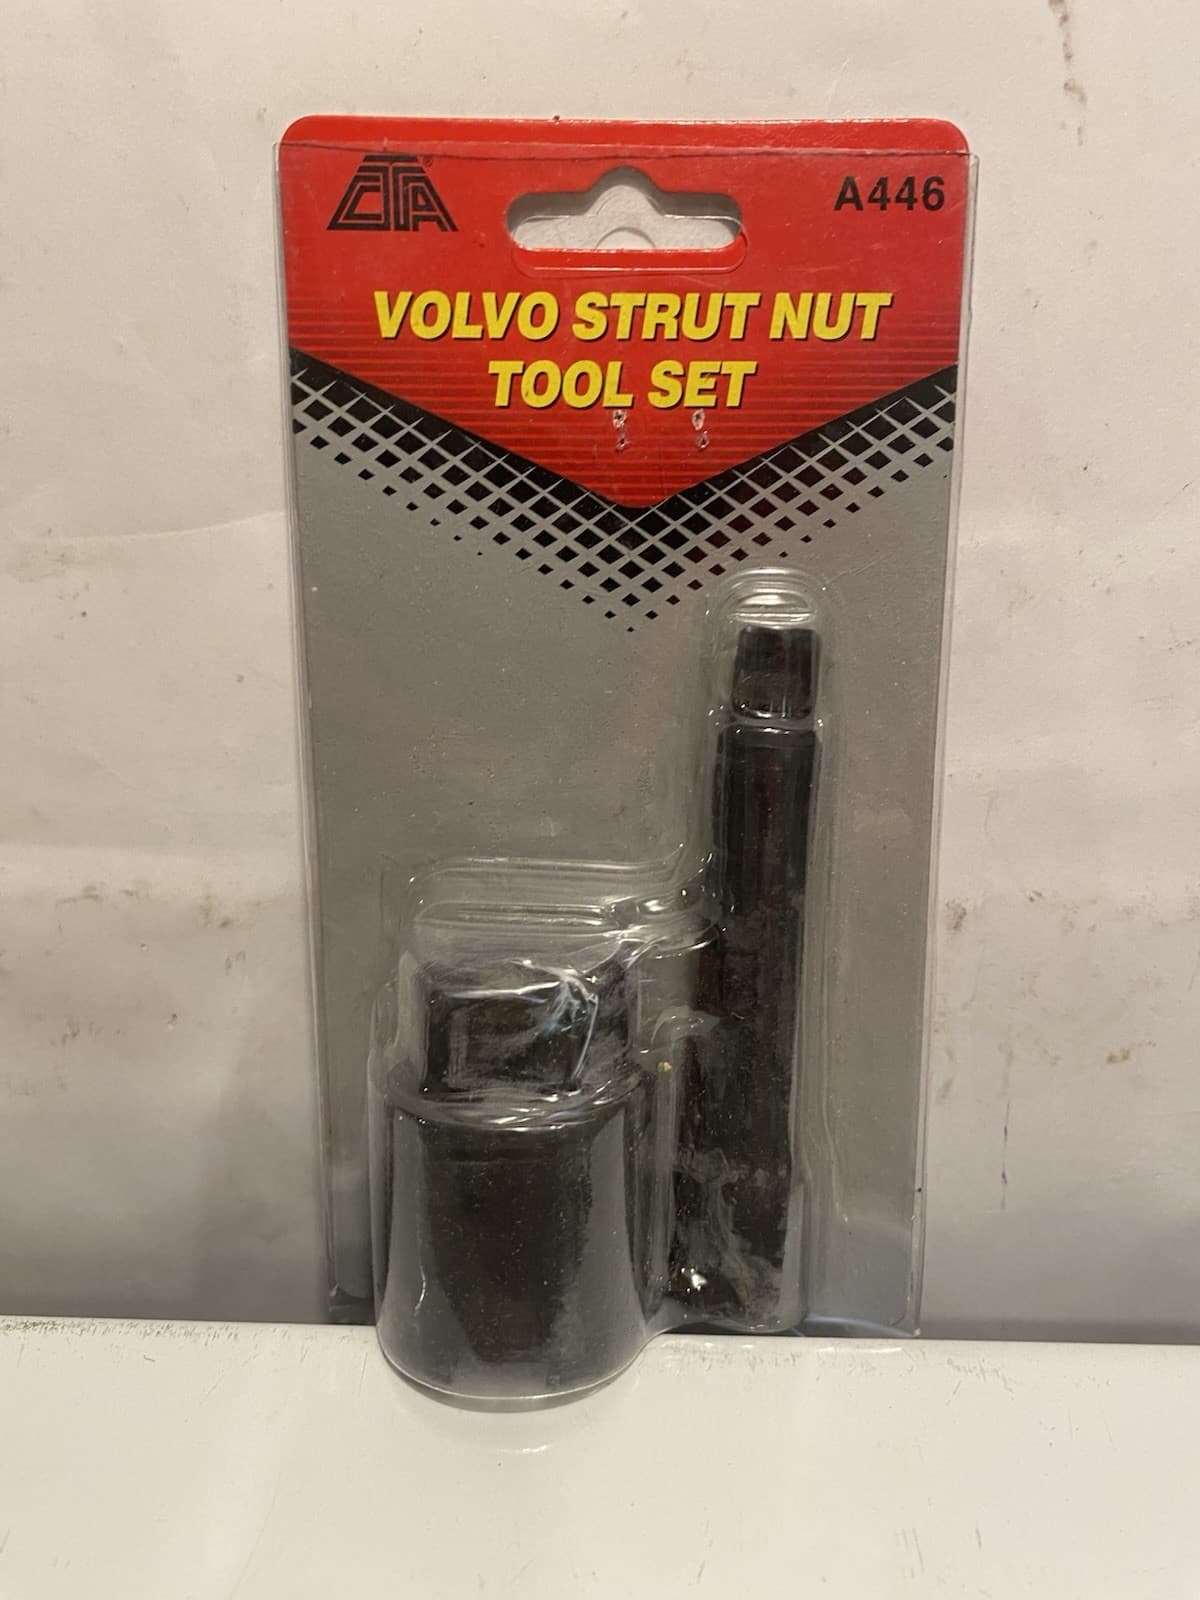 CTA®
A446
VOLVO STRUT NUT
TOOL SET